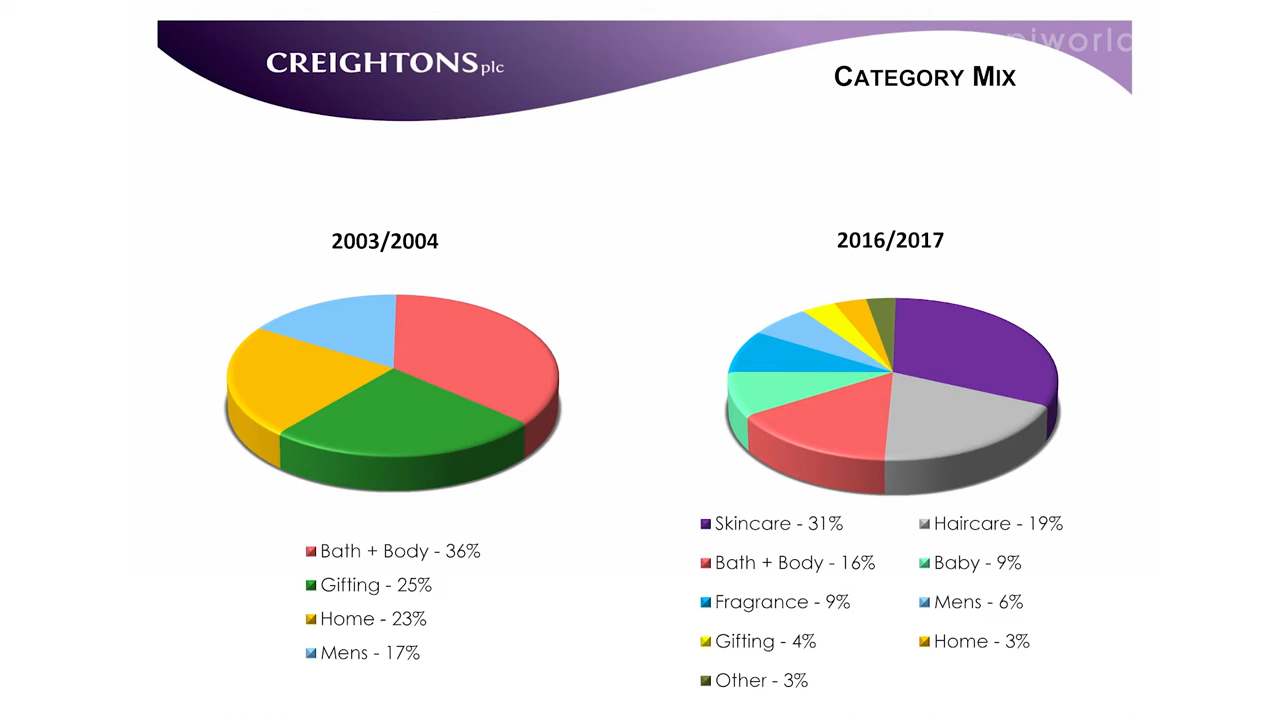 CREIGHTONS plc
CATEGORY MIX
2003/2004
Bath + Body - 36%
Gifting - 25%
Home - 23%
Mens - 17%
2016/2017
Skincare - 31%
Haircare - 19%
Bath + Body - 16%
Baby - 9%
Fragrance - 9%
Mens - 6%
Gifting - 4%
Home - 3%
Other - 3%